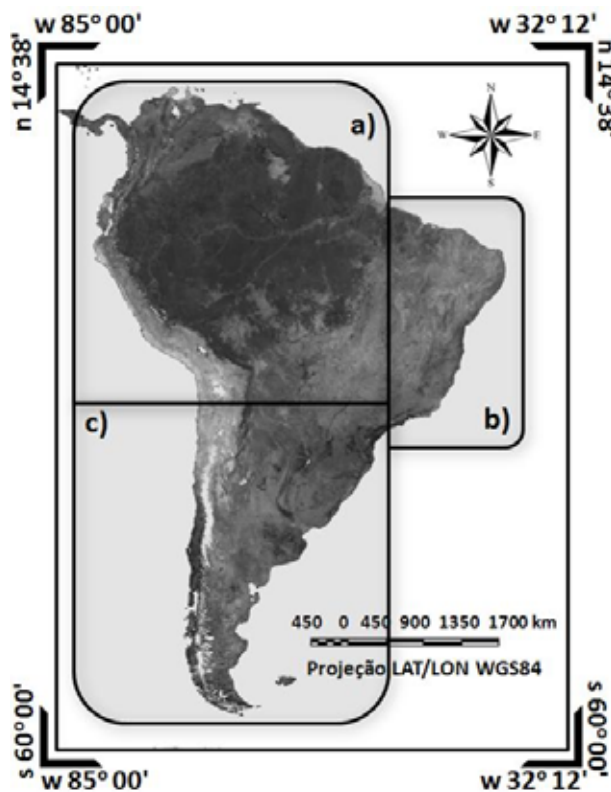 w 85° 00'
w 32° 12'
n 14° 38'
n 14° 38'
N
W
E
S
a)
b)
c)
450 0 450 900 1350 1700 km
Projeção LAT/LON WGS84
s 60° 00'
s 60° 00'
w 85° 00'
w 32° 12'